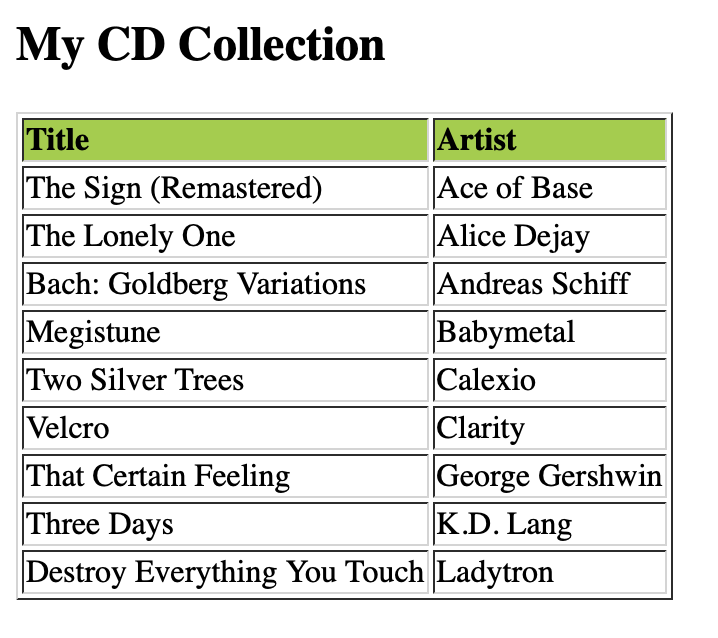 My CD Collection
Title Artist
The Sign (Remastered) Ace of Base
The Lonely One Alice Dejay
Bach: Goldberg Variations Andreas Schiff
Megistune Babymetal
Two Silver Trees Calexio
Velcro Clarity
That Certain Feeling George Gershwin
Three Days K.D. Lang
Destroy Everything You Touch Ladytron